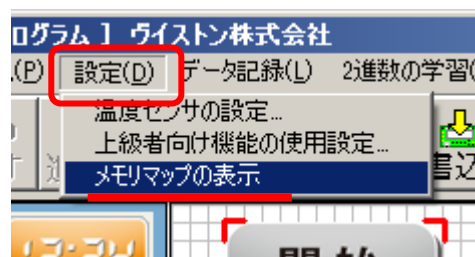 ログラム ] ヴイストン株式会社
(P) 設定(D) データ記録(L) 2進数の学習(
温度センサの設定...
上級者向け機能の使用設定...
メモリマップの表示
書込
開始